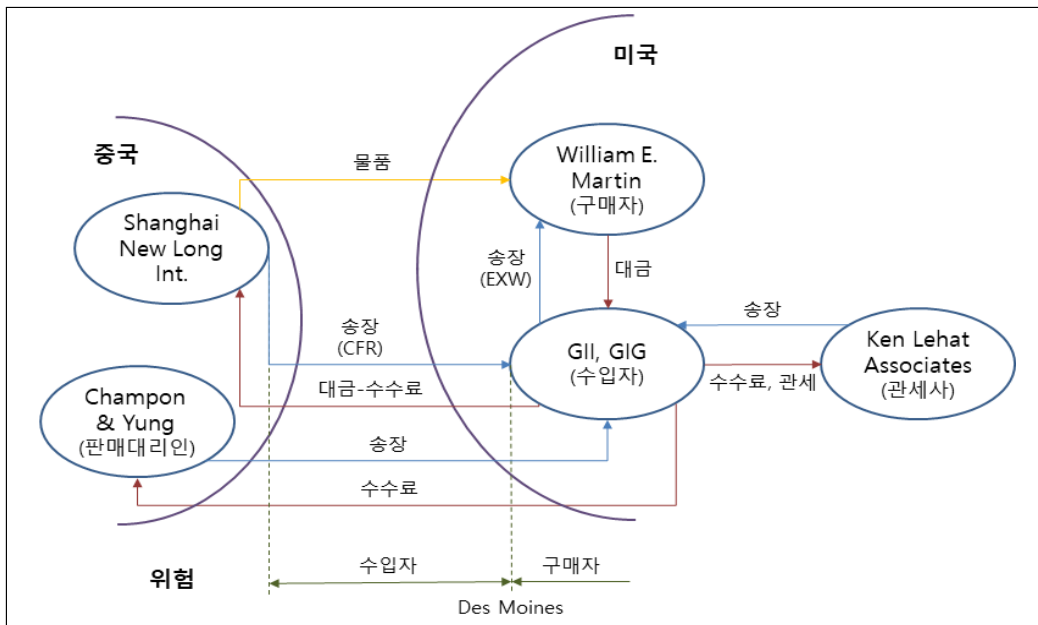 미국
중국
물품
William E.
Martin
(구매자)
Shanghai
New Long
Int.
송장
(EXW)
대금
송장
송장
(CFR)
GII, GIG
(수입자)
Ken Lehat
Associates
(관세사)
대금-수수료
수수료, 관세
Champon
& Yung
(판매대리인)
송장
수수료
위험
수입자
구매자
Des Moines